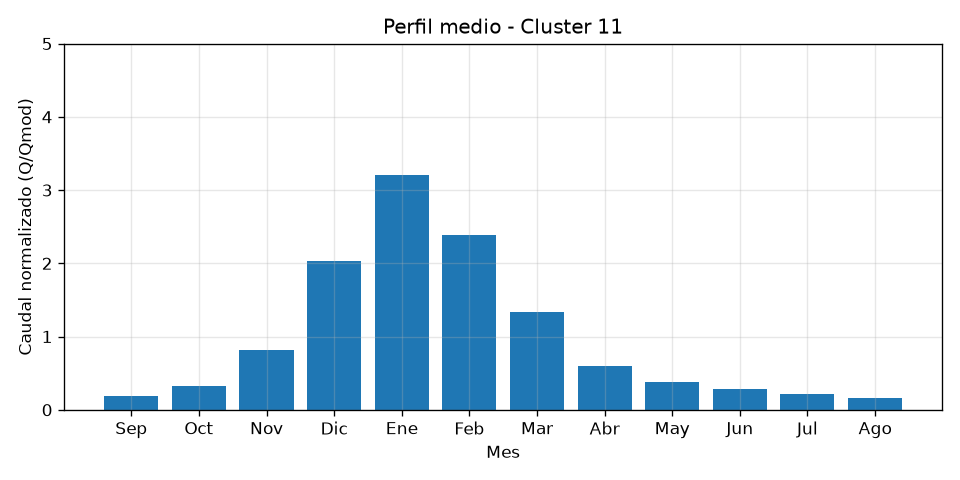 Perfil medio - Cluster 11
Caudal normalizado (Q/Qmod)
5
4
3
2
1
0
Sep Oct Nov Dic Ene Feb Mar Abr May Jun Jul Ago
Mes